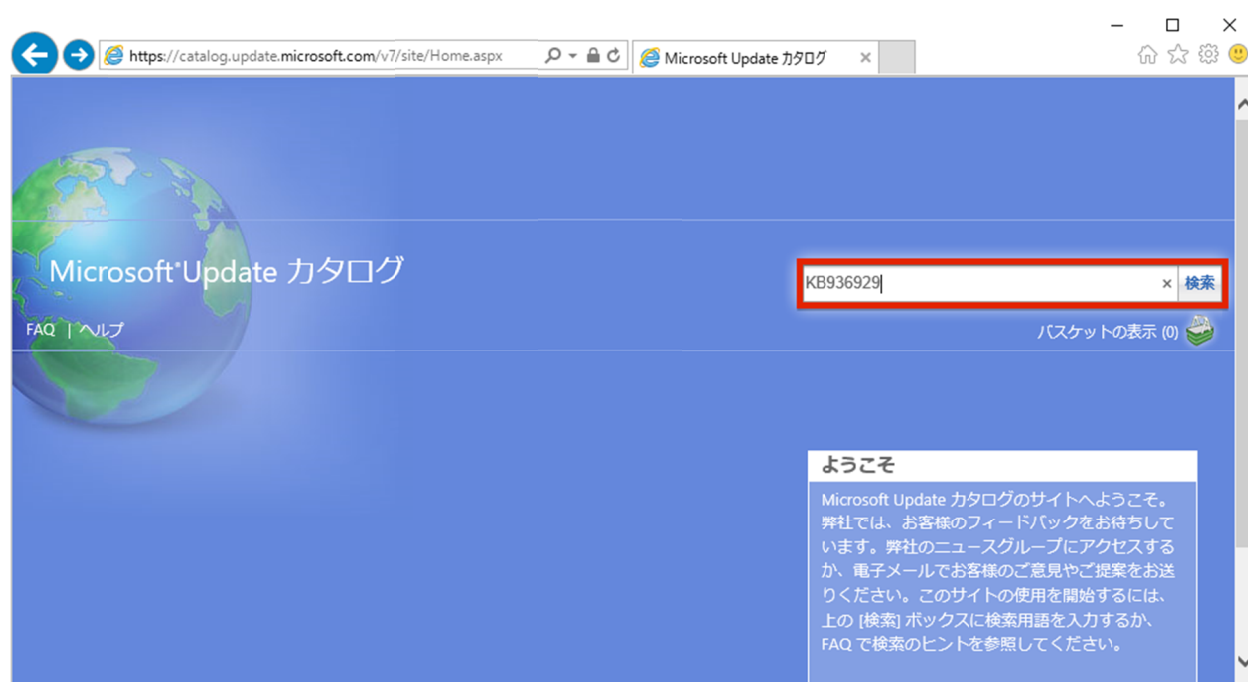 https://catalog.update.microsoft.com/v7/site/Home.aspx
Microsoft Update カタログ
Microsoft Update カタログ
KB936929
検索
FAQ | ヘルプ
バスケットの表示 (0)
ようこそ
Microsoft Update カタログのサイトへようこそ。
弊社では、お客様のフィードバックをお待ちして
います。弊社のニュースグループにアクセスする
か、電子メールでお客様のご意見やご提案をお送
りください。このサイトの使用を開始するには、
上の [検索] ボックスに検索用語を入力するか、
FAQ で検索のヒントを参照してください。